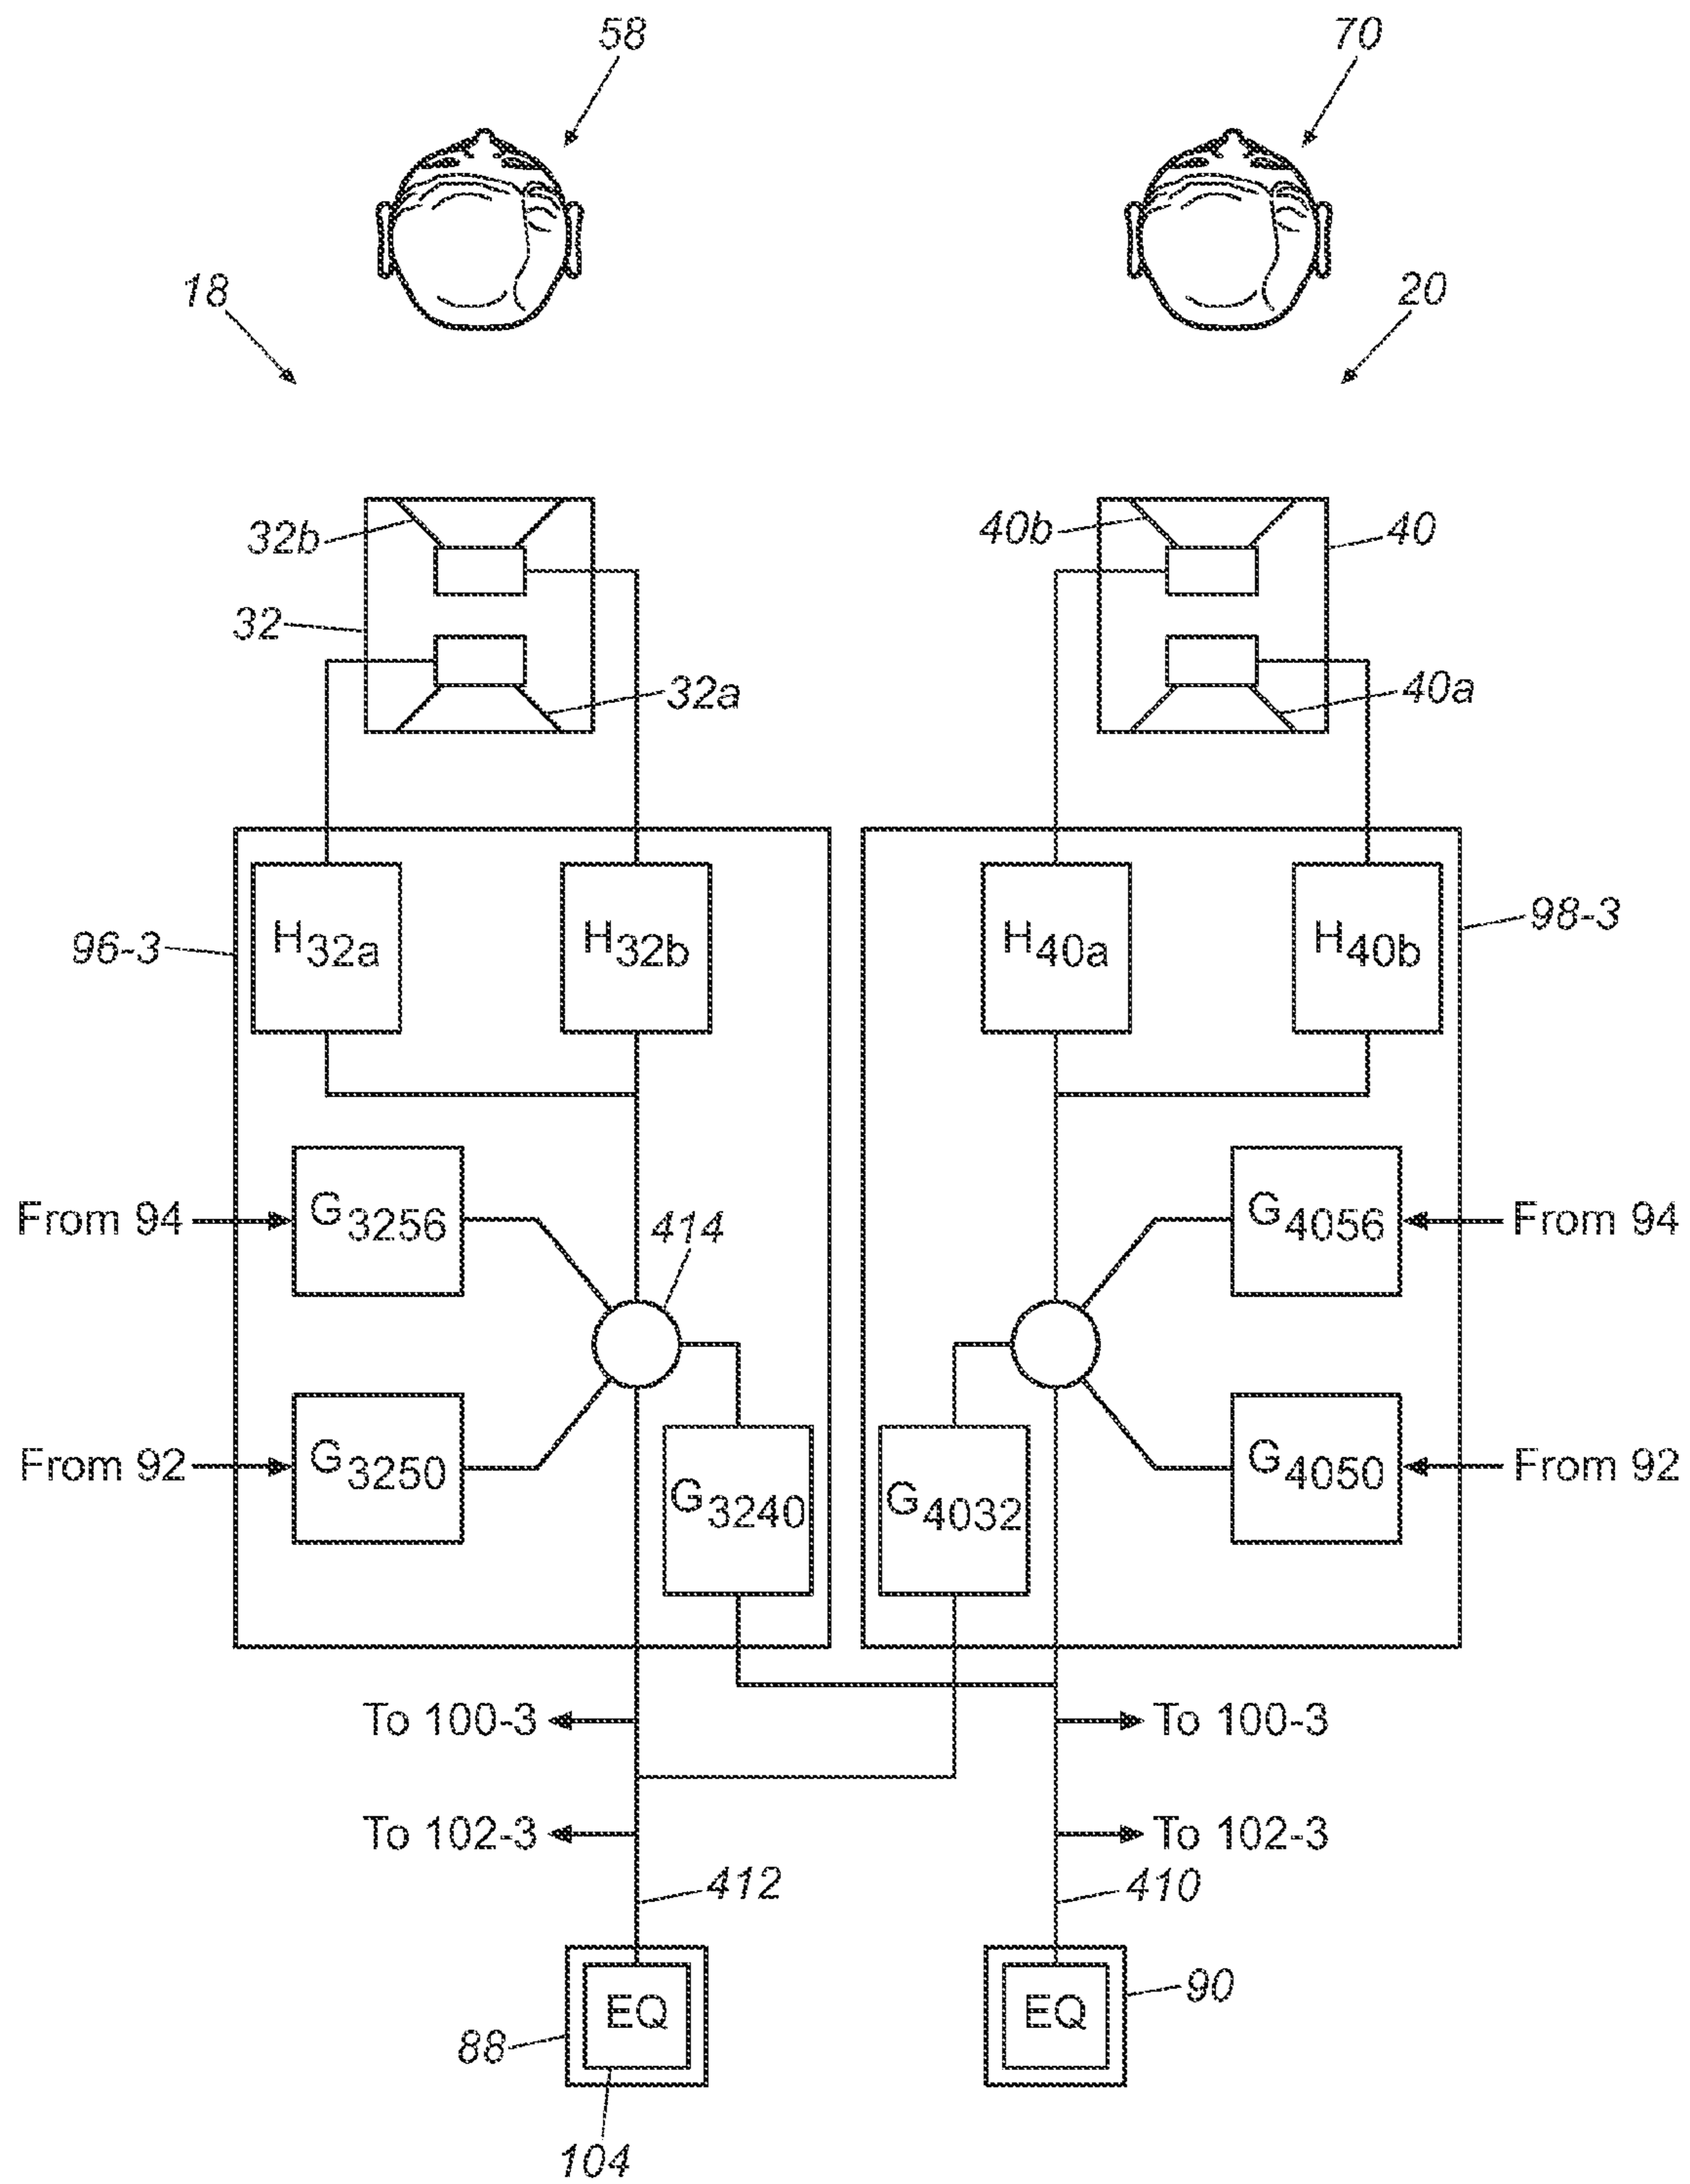 58 70
18 20
32b 40b 40
32
32a 40a
H32a H32b H40a H40b
96-3 98-3
From 94 G3256 414 G4056 From 94
From 92 G3250 G4050 From 92
G3240 G4032
To 100-3 To 100-3
To 102-3 To 102-3
412 410
EQ EQ 90
88
104